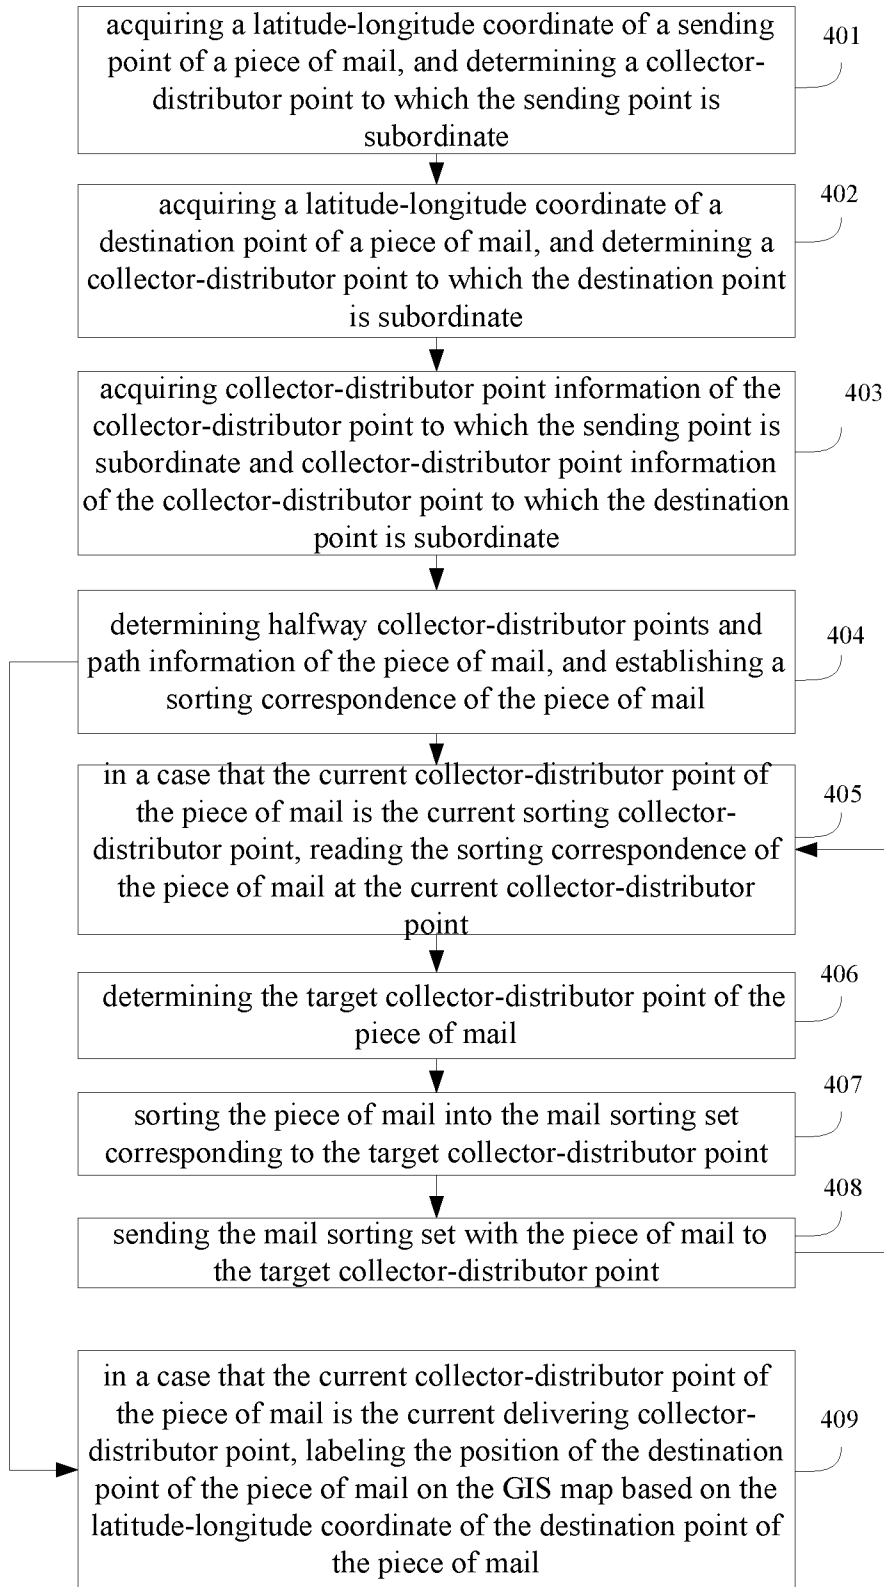 acquiring a latitude-longitude coordinate of a sending
point of a piece of mail, and determining a collector-
distributor point to which the sending point is
subordinate
401
acquiring a latitude-longitude coordinate of a
destination point of a piece of mail, and determining a
collector-distributor point to which the destination point
is subordinate
402
acquiring collector-distributor point information of the
collector-distributor point to which the sending point is
subordinate and collector-distributor point information
of the collector-distributor point to which the destination
point is subordinate
403
determining halfway collector-distributor points and
path information of the piece of mail, and establishing a
sorting correspondence of the piece of mail
404
in a case that the current collector-distributor point of
the piece of mail is the current sorting collector-
distributor point, reading the sorting correspondence of
the piece of mail at the current collector-distributor
point
405
determining the target collector-distributor point of the
piece of mail
406
sorting the piece of mail into the mail sorting set
corresponding to the target collector-distributor point
407
sending the mail sorting set with the piece of mail to
the target collector-distributor point
408
in a case that the current collector-distributor point of
the piece of mail is the current delivering collector-
distributor point, labeling the position of the destination
point of the piece of mail on the GIS map based on the
latitude-longitude coordinate of the destination point of
the piece of mail
409